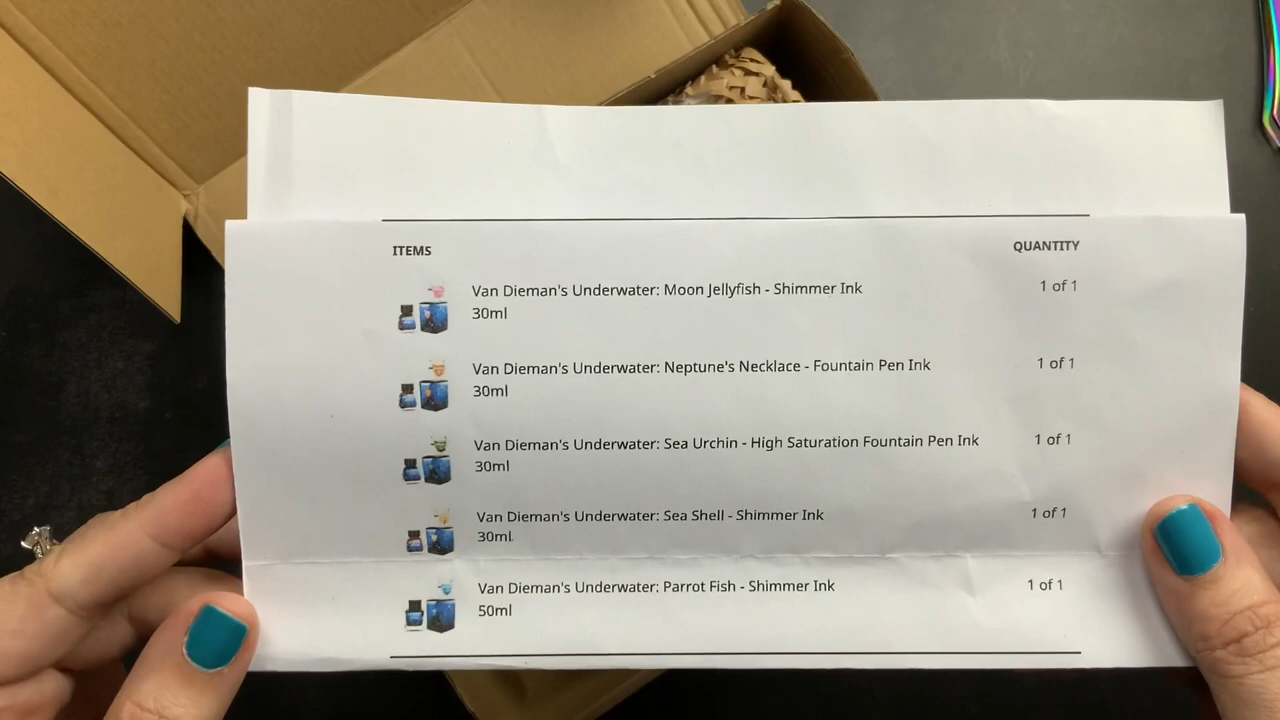 ITEMS QUANTITY
Van Dieman's Underwater: Moon Jellyfish - Shimmer Ink 1 of 1
30ml
Van Dieman's Underwater: Neptune's Necklace - Fountain Pen Ink 1 of 1
30ml
Van Dieman's Underwater: Sea Urchin - High Saturation Fountain Pen Ink 1 of 1
30ml
Van Dieman's Underwater: Sea Shell - Shimmer Ink 1 of 1
30ml
Van Dieman's Underwater: Parrot Fish - Shimmer Ink 1 of 1
50ml